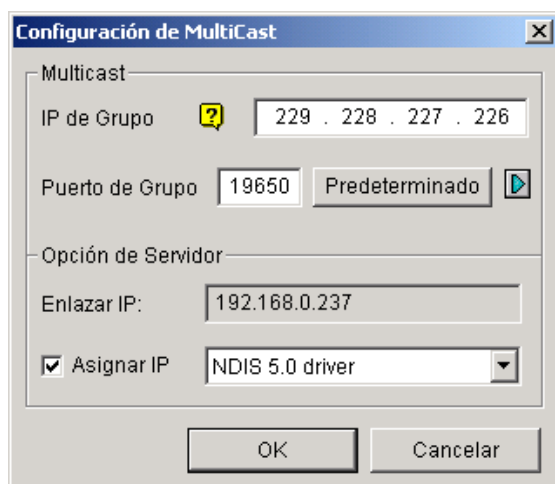 Configuración de MultiCast
Multicast
IP de Grupo ? 229 . 228 . 227 . 226
Puerto de Grupo 19650 Predeterminado
Opción de Servidor
Enlazar IP: 192.168.0.237
Asignar IP NDIS 5.0 driver
OK Cancelar